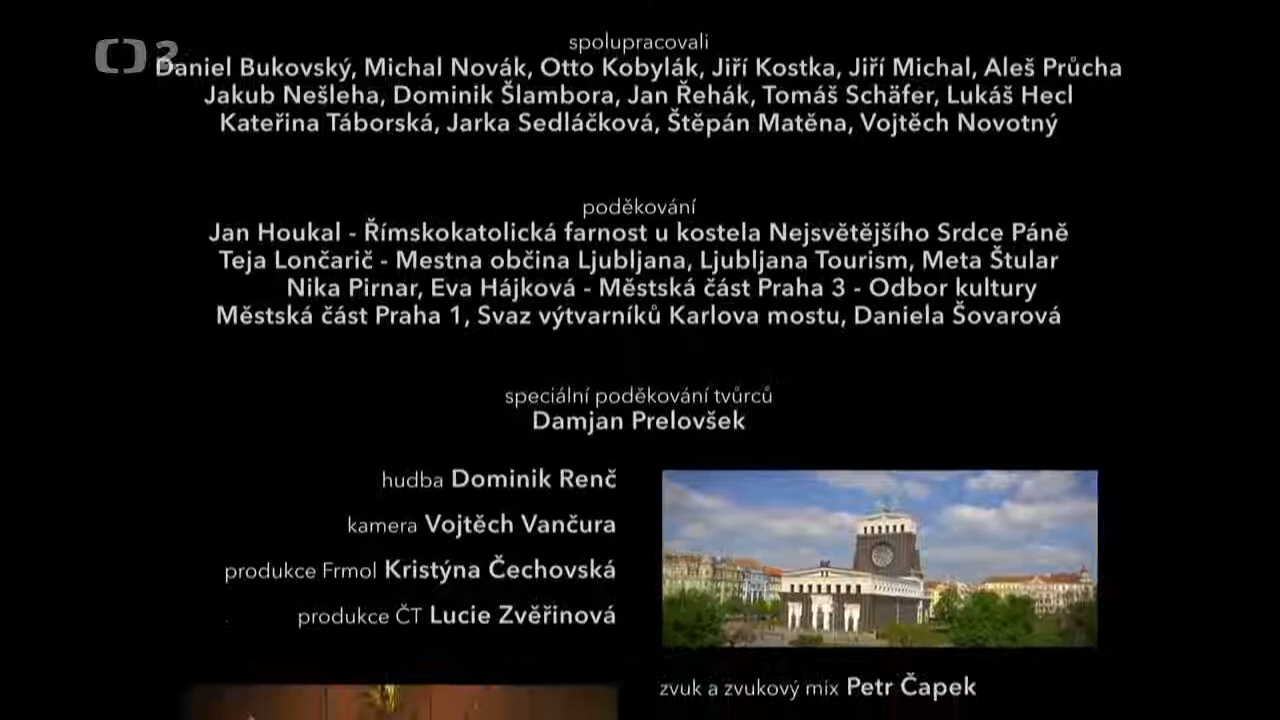 spolupracovali
Daniel Bukovský, Michal Novák, Otto Kobylák, Jiří Kostka, Jiří Michal, Aleš Průcha
Jakub Nešleha, Dominik Šlambora, Jan Řehák, Tomáš Schäfer, Lukáš Hecl
Kateřina Táborská, Jarka Sedláčková, Štěpán Matěna, Vojtěch Novotný
poděkování
Jan Houkal - Římskokatolická farnost u kostela Nejsvětějšího Srdce Páně
Teja Lončarič - Mestna občina Ljubljana, Ljubljana Tourism, Meta Štular
Nika Pirnar, Eva Hájková - Městská část Praha 3 - Odbor kultury
Městská část Praha 1, Svaz výtvarníků Karlova mostu, Daniela Šovarová
speciální poděkování tvůrců
Damjan Prelovšek
hudba Dominik Renč
kamera Vojtěch Vančura
produkce Frmol Kristýna Čechovská
produkce ČT Lucie Zvěřinová
zvuk a zvukový mix Petr Čapek